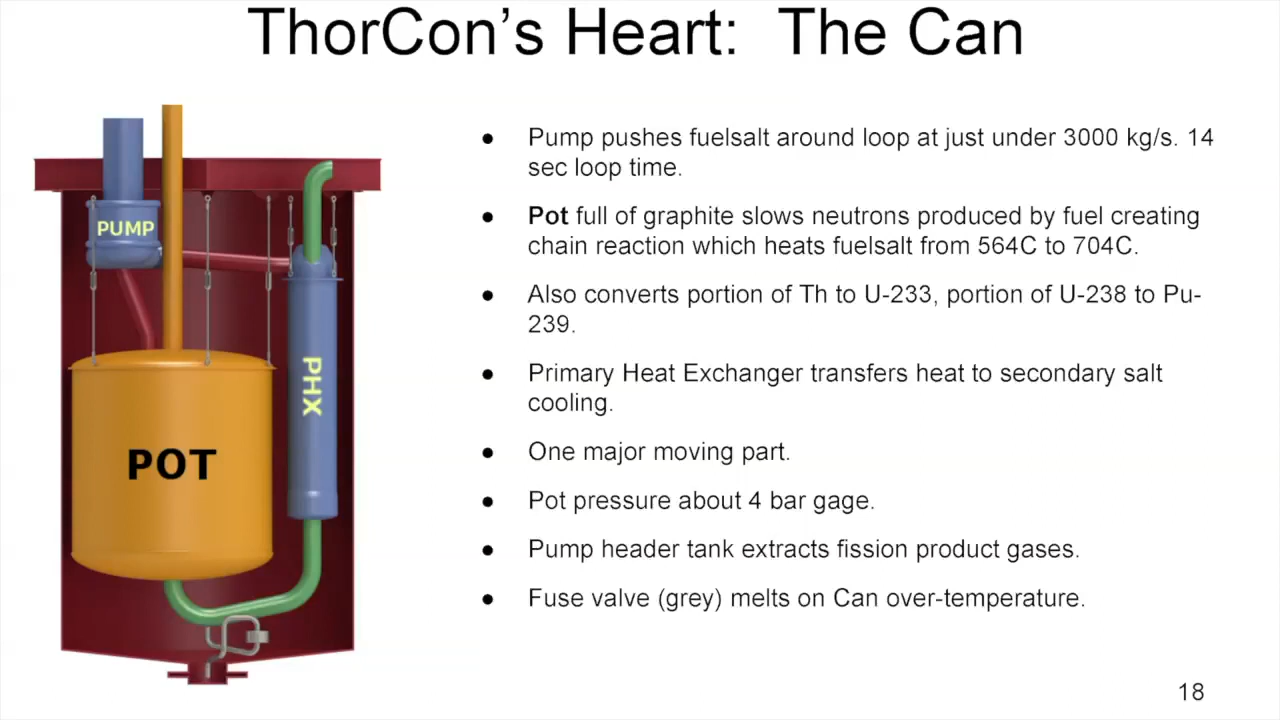 ThorCon's Heart:  The Can
PUMP
PHX
POT
● Pump pushes fuelsalt around loop at just under 3000 kg/s. 14
sec loop time.
● Pot full of graphite slows neutrons produced by fuel creating
chain reaction which heats fuelsalt from 564C to 704C.
● Also converts portion of Th to U-233, portion of U-238 to Pu-
239.
● Primary Heat Exchanger transfers heat to secondary salt
cooling.
● One major moving part.
● Pot pressure about 4 bar gage.
● Pump header tank extracts fission product gases.
● Fuse valve (grey) melts on Can over-temperature.
18